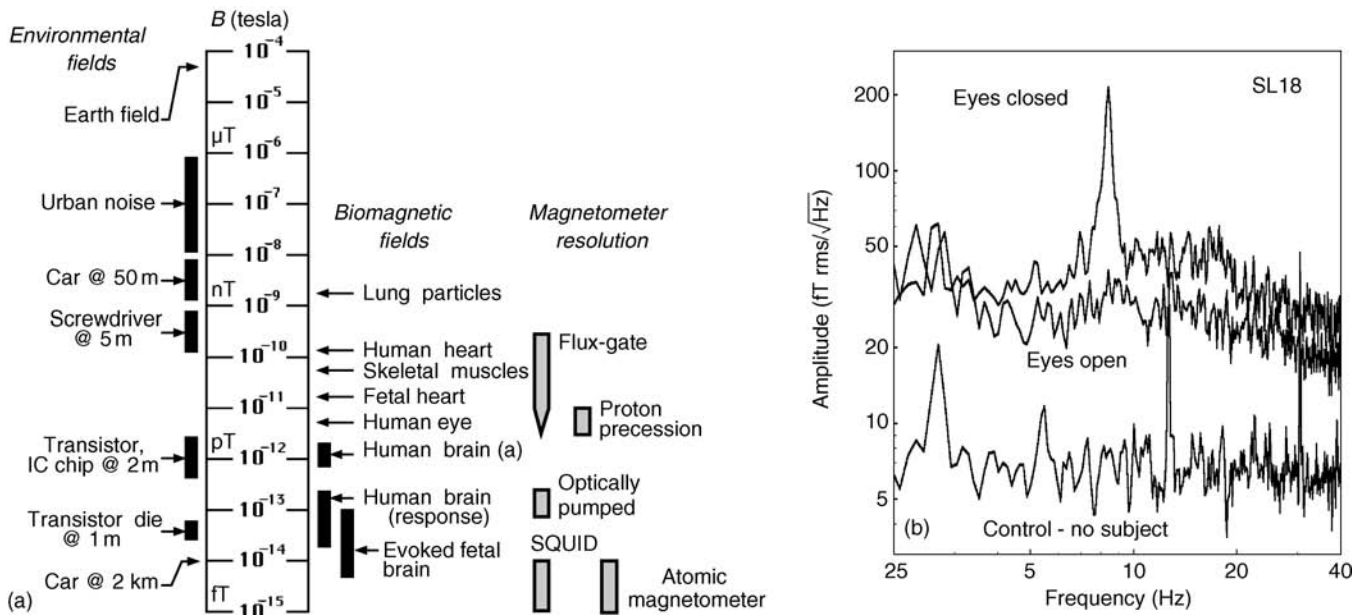 B (tesla)
Environmental
fields
10⁻⁴
10⁻⁵
Earth field
µT
10⁻⁶
Urban noise
10⁻⁷
10⁻⁸
Car @ 50 m
nT
10⁻⁹
Screwdriver
@ 5 m
10⁻¹⁰
10⁻¹¹
pT
Transistor,
IC chip @ 2 m
10⁻¹²
10⁻¹³
Transistor die
@ 1 m
10⁻¹⁴
Car @ 2 km
fT
10⁻¹⁵
(a)
Biomagnetic
fields
Lung particles
Human heart
Skeletal muscles
Fetal heart
Human eye
Human brain (a)
Human brain
(response)
Evoked fetal
brain
Magnetometer
resolution
Flux-gate
Proton
precession
Optically
pumped
SQUID
Atomic
magnetometer
Amplitude (fT rms/√Hz)
200
100
50
20
10
5
Eyes closed
SL18
Eyes open
Control - no subject
(b)
25
5
10
20
40
Frequency (Hz)